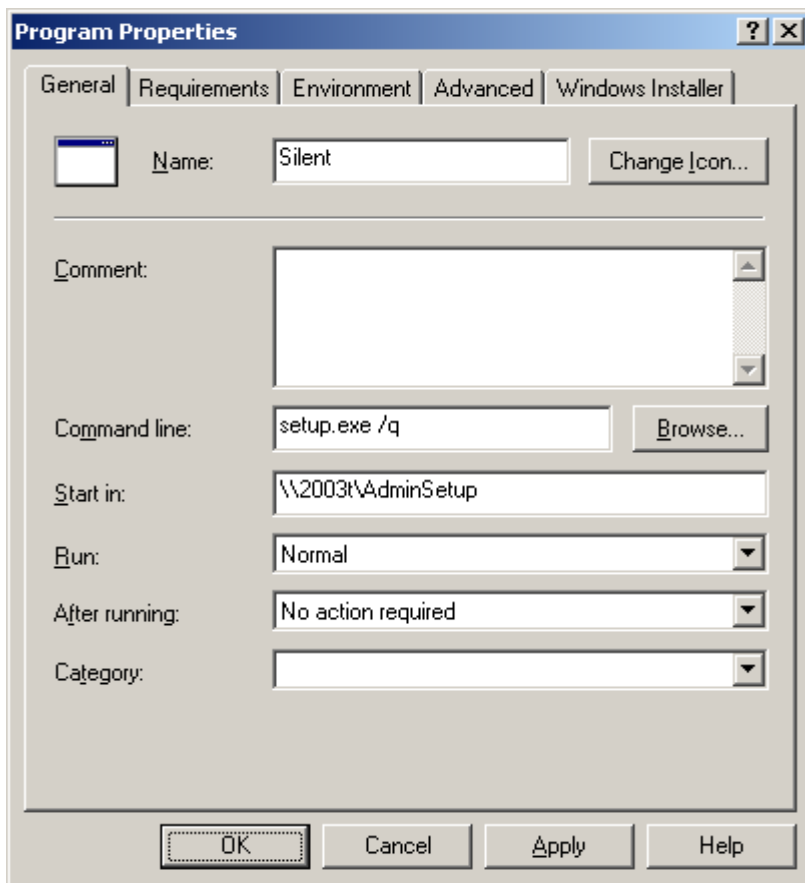 Program Properties
General Requirements Environment Advanced Windows Installer
Name: Silent Change Icon...
Comment:
Command line: setup.exe /q Browse...
Start in: \\2003t\AdminSetup
Run: Normal
After running: No action required
Category:
OK Cancel Apply Help